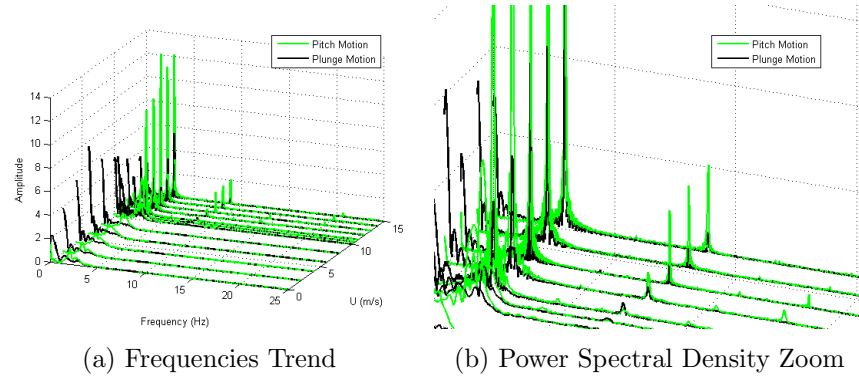 Pitch Motion
Plunge Motion
14
12
10
8
6
4
2
0
Amplitude
0
5
10
15
20
25
Frequency (Hz)
0
5
10
15
U (m/s)
(a) Frequencies Trend
Pitch Motion
Plunge Motion
(b) Power Spectral Density Zoom